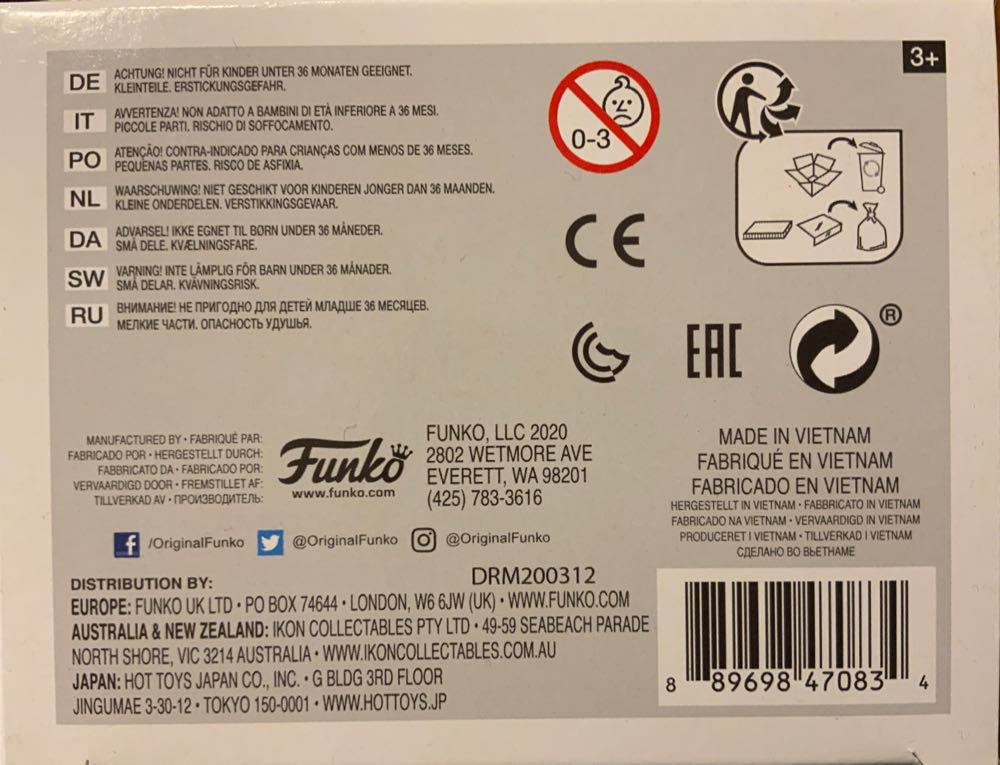 3+
DE ACHTUNG! NICHT FÜR KINDER UNTER 36 MONATEN GEEIGNET.
KLEINTEILE. ERSTICKUNGSGEFAHR.
IT AVVERTENZA! NON ADATTO A BAMBINI DI ETÀ INFERIORE A 36 MESI.
PICCOLE PARTI. RISCHIO DI SOFFOCAMENTO.
PO ATENÇÃO! CONTRA-INDICADO PARA CRIANÇAS COM MENOS DE 36 MESES.
PEQUENAS PARTES. RISCO DE ASFIXIA.
NL WAARSCHUWING! NIET GESCHIKT VOOR KINDEREN JONGER DAN 36 MAANDEN.
KLEINE ONDERDELEN. VERSTIKKINGSGEVAAR.
DA ADVARSEL! IKKE EGNET TIL BØRN UNDER 36 MÅNEDER.
SMÅ DELE. KVÆLNINGSFARE.
SW VARNING! INTE LÄMPLIG FÖR BARN UNDER 36 MÅNADER.
SMÅ DELAR. KVÄVNINGSRISK.
RU ВНИМАНИЕ! НЕ ПРИГОДНО ДЛЯ ДЕТЕЙ МЛАДШЕ 36 МЕСЯЦЕВ.
МЕЛКИЕ ЧАСТИ. ОПАСНОСТЬ УДУШЬЯ.
0-3
CE
EAC
®
MANUFACTURED BY • FABRIQUÉ PAR:
FABRICADO POR • HERGESTELLT DURCH:
FABBRICATO DA • FABRICADO POR:
VERVAARDIGD DOOR • FREMSTILLET AF:
TILLVERKAD AV • ПРОИЗВОДИТЕЛЬ:
Funko
www.funko.com
FUNKO, LLC 2020
2802 WETMORE AVE
EVERETT, WA 98201
(425) 783-3616
MADE IN VIETNAM
FABRIQUÉ EN VIETNAM
FABRICADO EN VIETNAM
HERGESTELLT IN VIETNAM • FABBRICATO IN VIETNAM
FABRICADO NA VIETNAM • VERVAARDIGD IN VIETNAM
PRODUCERET I VIETNAM • TILLVERKAD I VIETNAM
СДЕЛАНО ВО ВЬЕТНАМЕ
f /OriginalFunko @OriginalFunko @OriginalFunko
DRM200312
DISTRIBUTION BY:
EUROPE: FUNKO UK LTD • PO BOX 74644 • LONDON, W6 6JW (UK) • WWW.FUNKO.COM
AUSTRALIA & NEW ZEALAND: IKON COLLECTABLES PTY LTD • 49-59 SEABEACH PARADE
NORTH SHORE, VIC 3214 AUSTRALIA • WWW.IKONCOLLECTABLES.COM.AU
JAPAN: HOT TOYS JAPAN CO., INC. • G BLDG 3RD FLOOR
JINGUMAE 3-30-12 • TOKYO 150-0001 • WWW.HOTTOYS.JP
8 89698 47083 4